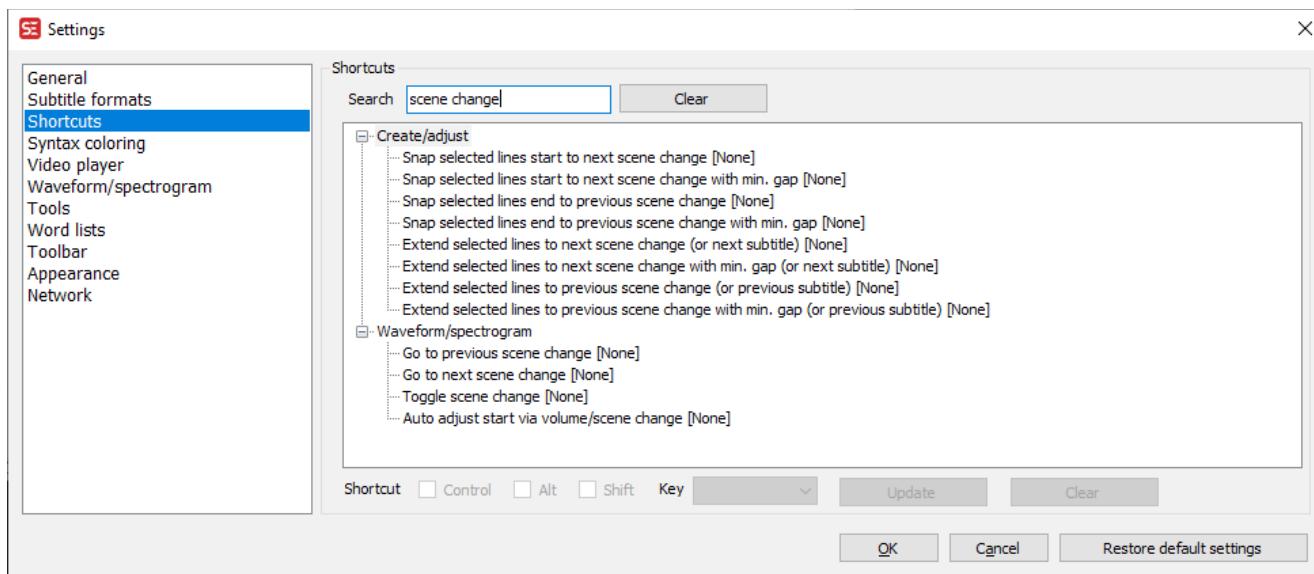 SE Settings
General
Subtitle formats
Shortcuts
Syntax coloring
Video player
Waveform/spectrogram
Tools
Word lists
Toolbar
Appearance
Network
Shortcuts
Search scene change Clear
Create/adjust
Snap selected lines start to next scene change [None]
Snap selected lines start to next scene change with min. gap [None]
Snap selected lines end to previous scene change [None]
Snap selected lines end to previous scene change with min. gap [None]
Extend selected lines to next scene change (or next subtitle) [None]
Extend selected lines to next scene change with min. gap (or next subtitle) [None]
Extend selected lines to previous scene change (or previous subtitle) [None]
Extend selected lines to previous scene change with min. gap (or previous subtitle) [None]
Waveform/spectrogram
Go to previous scene change [None]
Go to next scene change [None]
Toggle scene change [None]
Auto adjust start via volume/scene change [None]
Shortcut Control Alt Shift Key Update Clear
OK Cancel Restore default settings